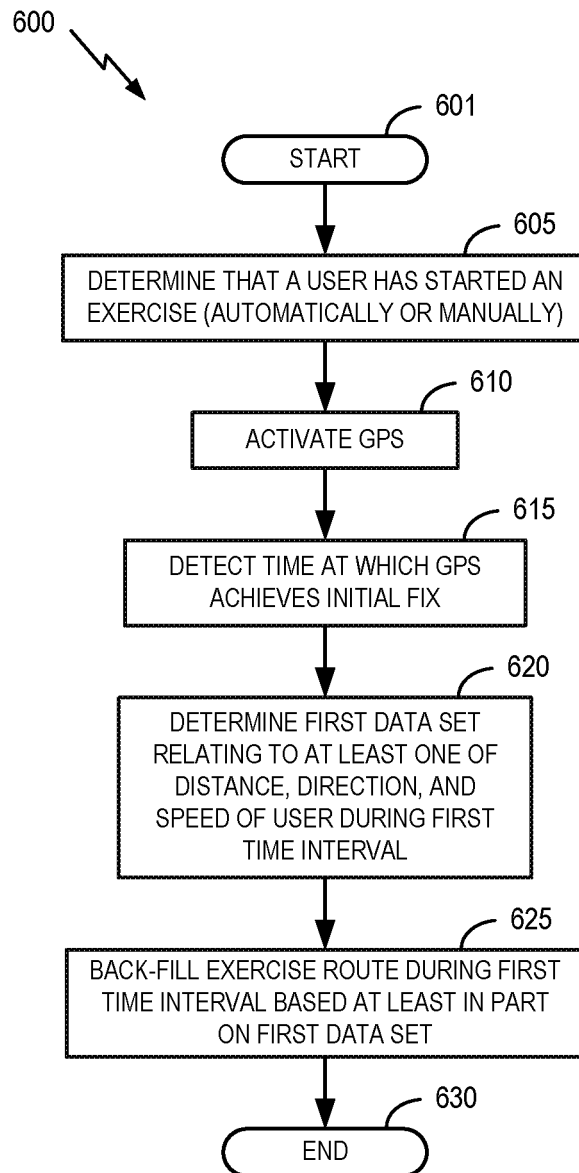 600
601
START
605
DETERMINE THAT A USER HAS STARTED AN
EXERCISE (AUTOMATICALLY OR MANUALLY)
610
ACTIVATE GPS
615
DETECT TIME AT WHICH GPS
ACHIEVES INITIAL FIX
620
DETERMINE FIRST DATA SET
RELATING TO AT LEAST ONE OF
DISTANCE, DIRECTION, AND
SPEED OF USER DURING FIRST
TIME INTERVAL
625
BACK-FILL EXERCISE ROUTE DURING FIRST
TIME INTERVAL BASED AT LEAST IN PART
ON FIRST DATA SET
630
END